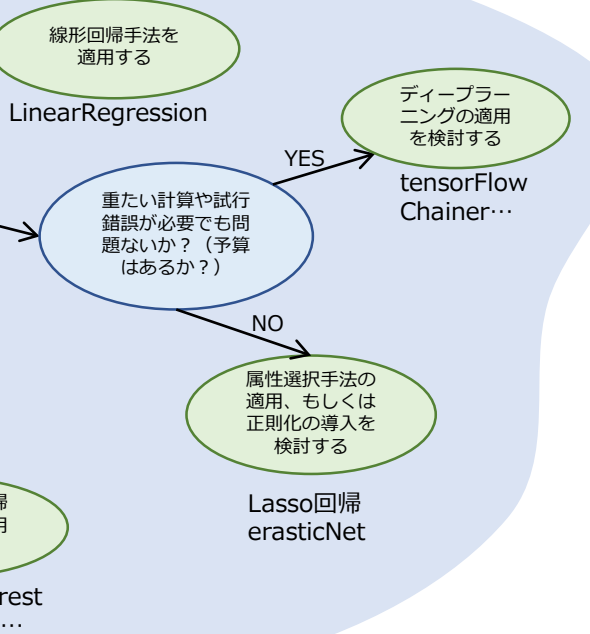 線形回帰手法を
適用する
LinearRegression
ディープラー
ニングの適用
を検討する
YES
tensorFlow
Chainer…
重たい計算や試行
錯誤が必要でも問
題ないか？（予算
はあるか？）
NO
属性選択手法の
適用、もしくは
正則化の導入を
検討する
Lasso回帰
erasticNet
帰
用
rest
…